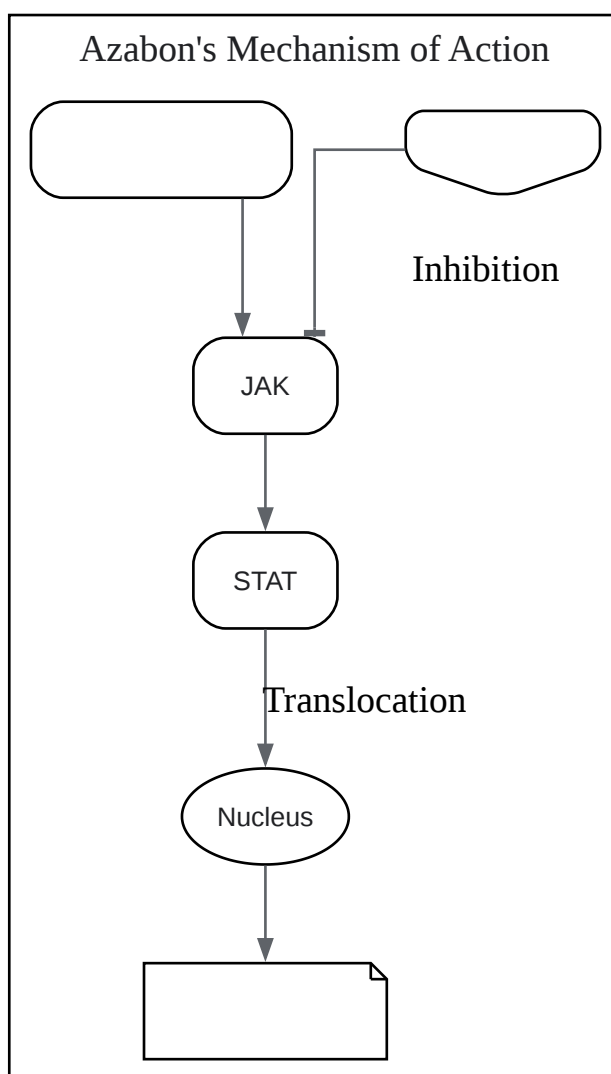 Azabon's Mechanism of Action
Inhibition
JAK
STAT
Translocation
Nucleus